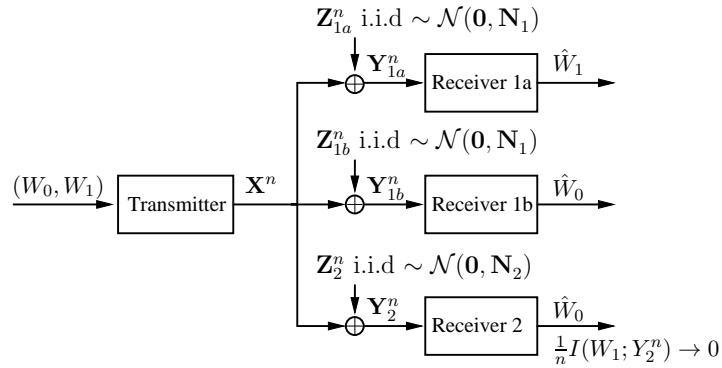 Z^n_{1a} i.i.d ∼ N(0, N_1)
Y^n_{1a}
Receiver 1a
Ŵ_1
Z^n_{1b} i.i.d ∼ N(0, N_1)
(W_0, W_1)
Transmitter
X^n
Y^n_{1b}
Receiver 1b
Ŵ_0
Z^n_2 i.i.d ∼ N(0, N_2)
Y^n_2
Receiver 2
Ŵ_0
1/n I(W_1; Y^n_2) → 0